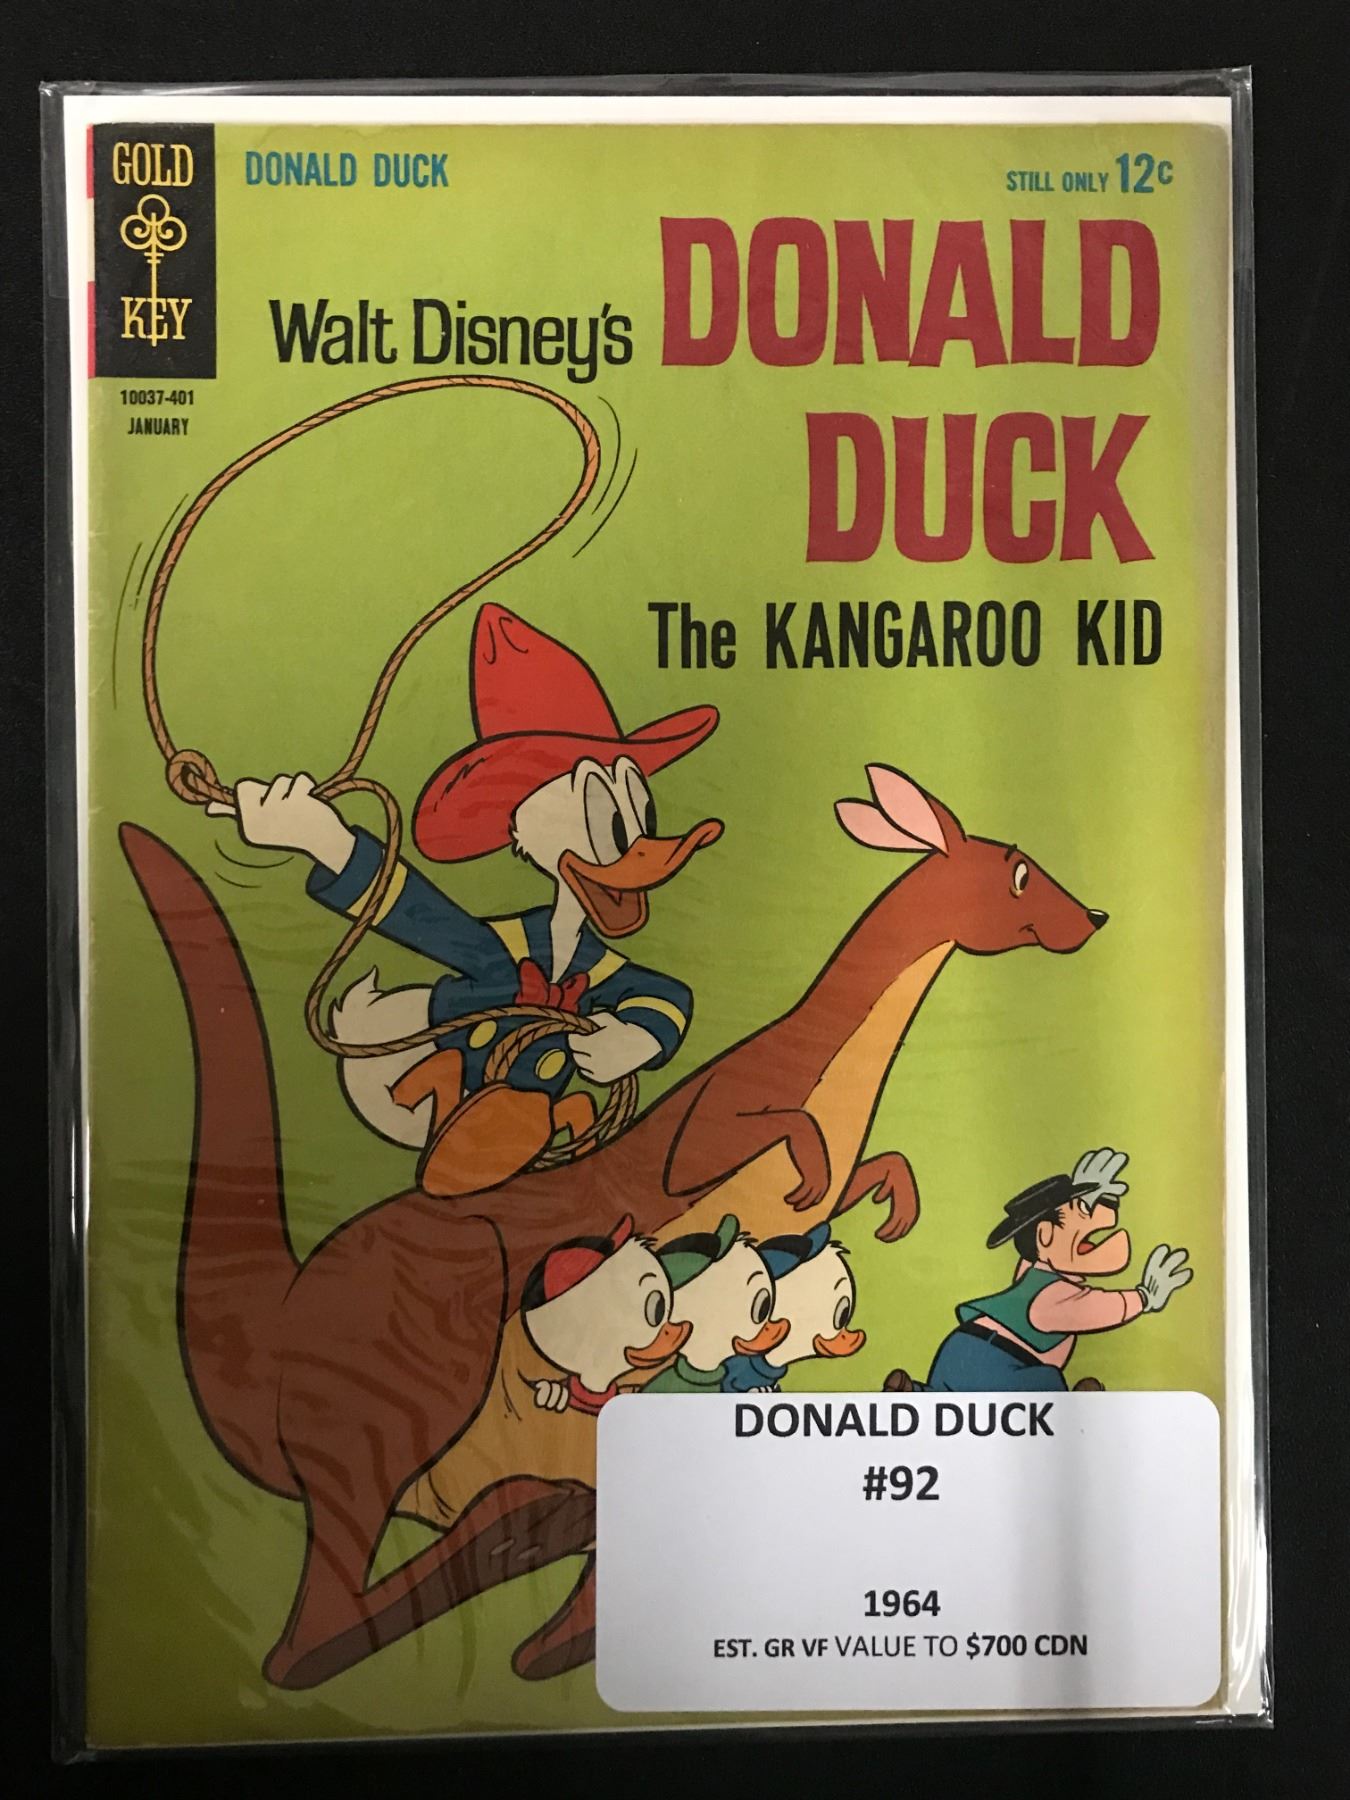 GOLD
KEY
DONALD DUCK
STILL ONLY 12¢
Walt Disney's DONALD
DUCK
10037-401
JANUARY
The KANGAROO KID
DONALD DUCK
#92
1964
EST. GR VF VALUE TO $700 CDN